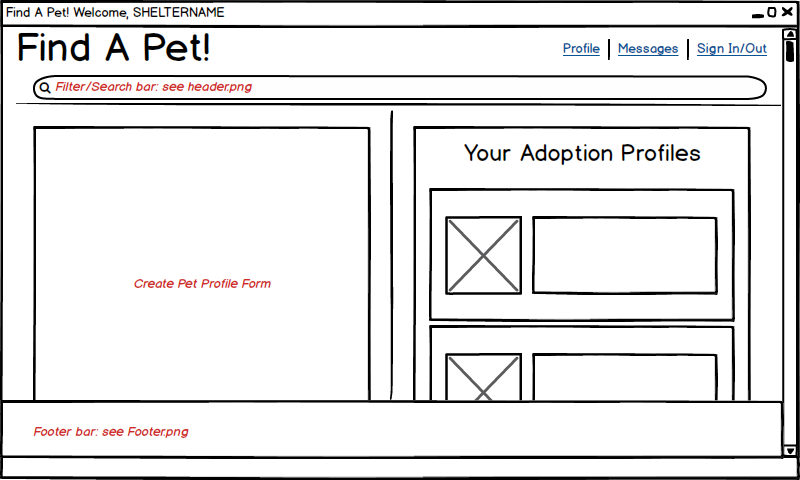 Find A Pet! Welcome, SHELTERNAME
Find A Pet!
Profile
Messages
Sign In/Out
Filter/Search bar: see header.png
Your Adoption Profiles
Create Pet Profile Form
Footer bar: see Footer.png